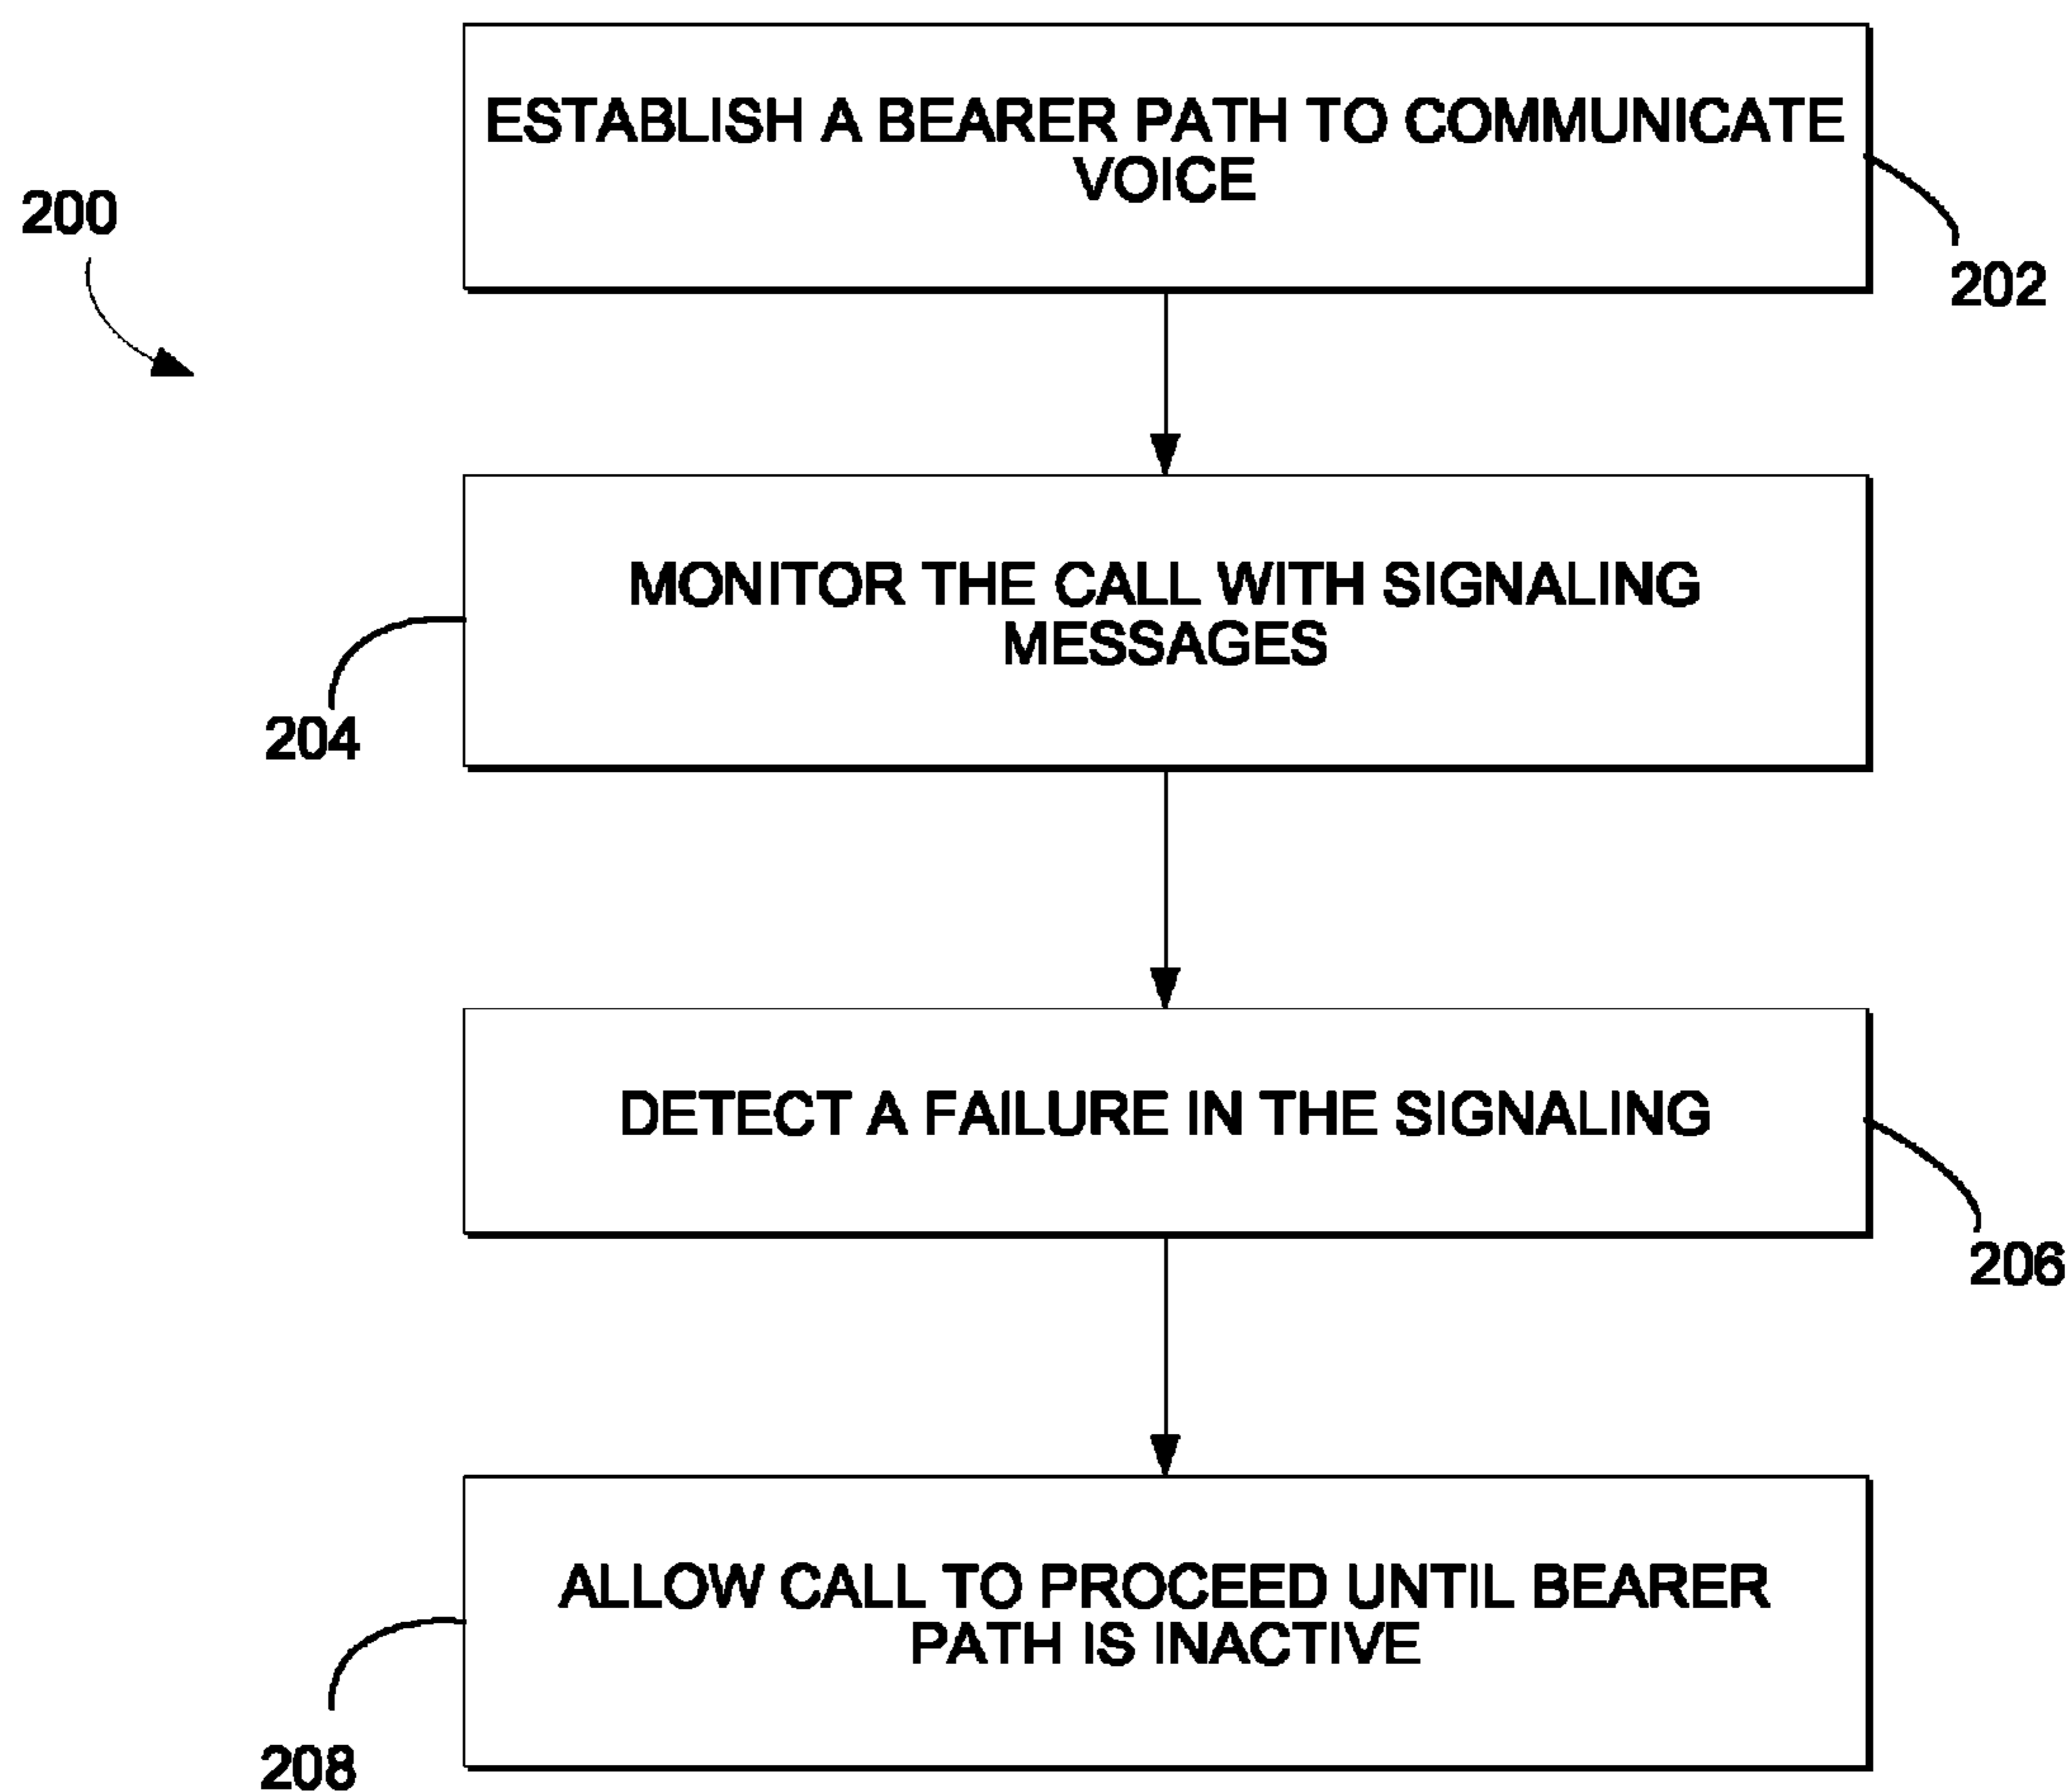 ESTABLISH A BEARER PATH TO COMMUNICATE
VOICE
200
202
MONITOR THE CALL WITH SIGNALING
MESSAGES
204
DETECT A FAILURE IN THE SIGNALING
206
ALLOW CALL TO PROCEED UNTIL BEARER
PATH IS INACTIVE
208